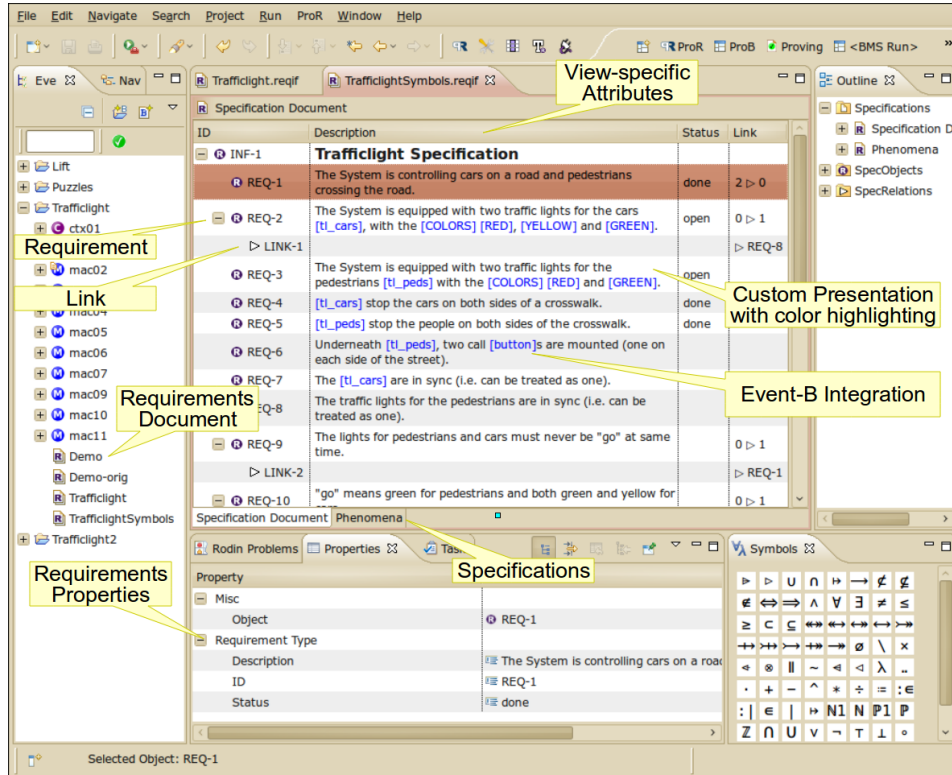 File Edit Navigate Search Project Run ProR Window Help
ProR ProB Proving <BMS Run> »
Eve Nav
Trafficlight.reqif TrafficlightSymbols.reqif
Outline
View-specific
Attributes
Specification Document
ID Description Status Link
INF-1 Trafficlight Specification
REQ-1 The System is controlling cars on a road and pedestrians
crossing the road. done 2 ▷ 0
REQ-2 The System is equipped with two traffic lights for the cars
[tl_cars], with the [COLORS] [RED], [YELLOW] and [GREEN]. open 0 ▷ 1
▷ LINK-1 ▷ REQ-8
REQ-3 The System is equipped with two traffic lights for the
pedestrians [tl_peds] with the [COLORS] [RED] and [GREEN]. open
REQ-4 [tl_cars] stop the cars on both sides of a crosswalk. done
REQ-5 [tl_peds] stop the people on both sides of the crosswalk. done
REQ-6 Underneath [tl_peds], two call [button]s are mounted (one on
each side of the street).
REQ-7 The [tl_cars] are in sync (i.e. can be treated as one).
EQ-8 The traffic lights for the pedestrians are in sync (i.e. can be
treated as one).
REQ-9 The lights for pedestrians and cars must never be "go" at same
time. 0 ▷ 1
▷ LINK-2 ▷ REQ-1
REQ-10 "go" means green for pedestrians and both green and yellow for
0 ▷ 1
Specification Document Phenomena
Lift
Puzzles
Trafficlight
ctx01
Requirement
mac02
Link
mac04
mac05
mac06
mac07
mac09
mac10
mac11
Demo
Demo-orig
Trafficlight
TrafficlightSymbols
Trafficlight2
Requirements
Document
Custom Presentation
with color highlighting
Event-B Integration
Specifications
Specification D
Phenomena
SpecObjects
SpecRelations
Specifications
Requirements
Properties
Rodin Problems Properties Tas
Property
Misc
Object REQ-1
Requirement Type
Description The System is controlling cars on a road
ID REQ-1
Status done
Symbols
⊳ ▷ ∪ ∩ ↦ ⟶ ⊄ ⊈
∉ ⇔ ⇒ ∧ ∀ ∃ ≠ ≤
≥ ⊂ ⊆
∅ \ ×
⊗ ∥ ∼ ⩤ ◁ λ ‥
· + − ^ ∗ ÷ ≔ :∈
:∣ ∈ ∣ ↦ ℕ1 ℕ ℙ1 ℙ
ℤ ⋂ ⋃ ∨ ¬ ⊤ ⊥ ∘
Selected Object: REQ-1